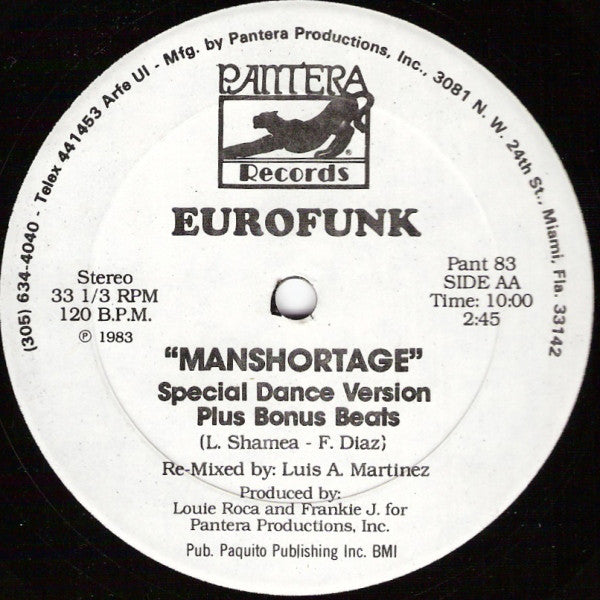 (305) 634-4040 - Telex 441453 Arfe UI - Mfg. by Pantera Productions, Inc., 3081 N. W. 24th St., Miami, Fla. 33142
PANTERA
®
Records
EUROFUNK
Stereo
33 1/3 RPM
120 B.P.M.
℗ 1983
Pant 83
SIDE AA
Time: 10:00
2:45
"MANSHORTAGE"
Special Dance Version
Plus Bonus Beats
(L. Shamea - F. Diaz)
Re-Mixed by: Luis A. Martinez
Produced by:
Louie Roca and Frankie J. for
Pantera Productions, Inc.
Pub. Paquito Publishing Inc. BMI